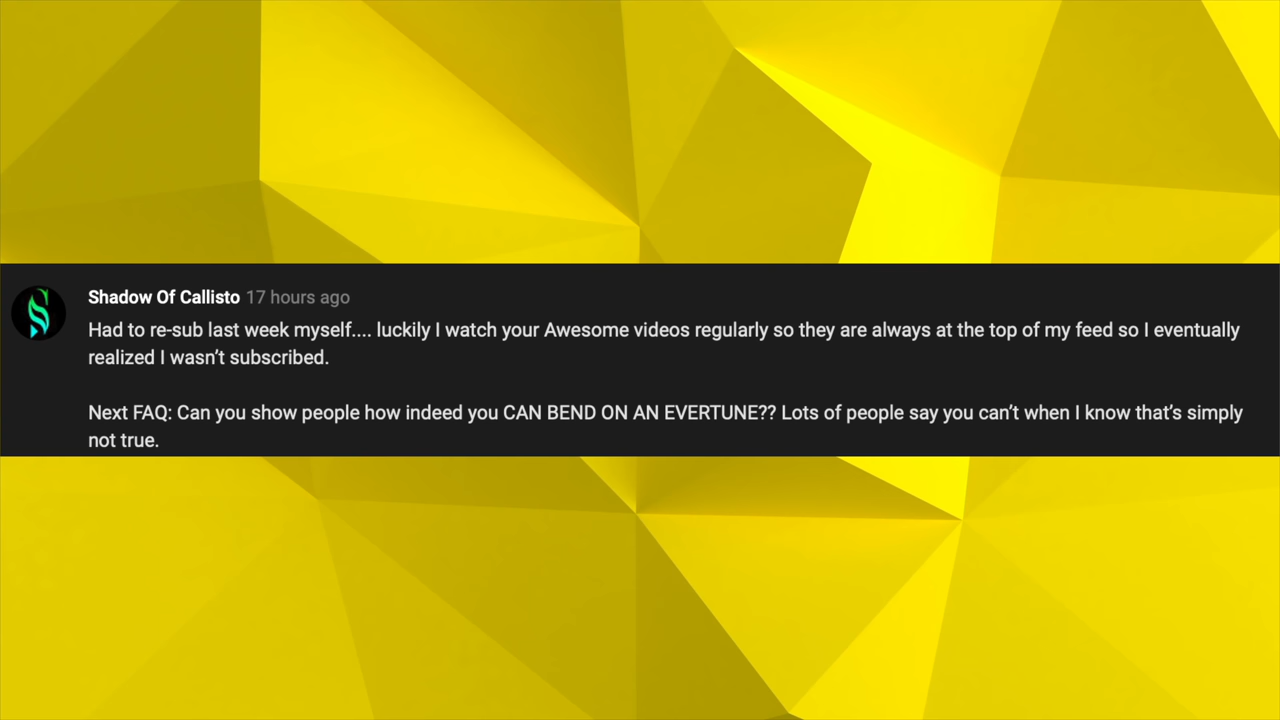 Shadow Of Callisto 17 hours ago
Had to re-sub last week myself.... luckily I watch your Awesome videos regularly so they are always at the top of my feed so I eventually
realized I wasn’t subscribed.
Next FAQ: Can you show people how indeed you CAN BEND ON AN EVERTUNE?? Lots of people say you can’t when I know that’s simply
not true.